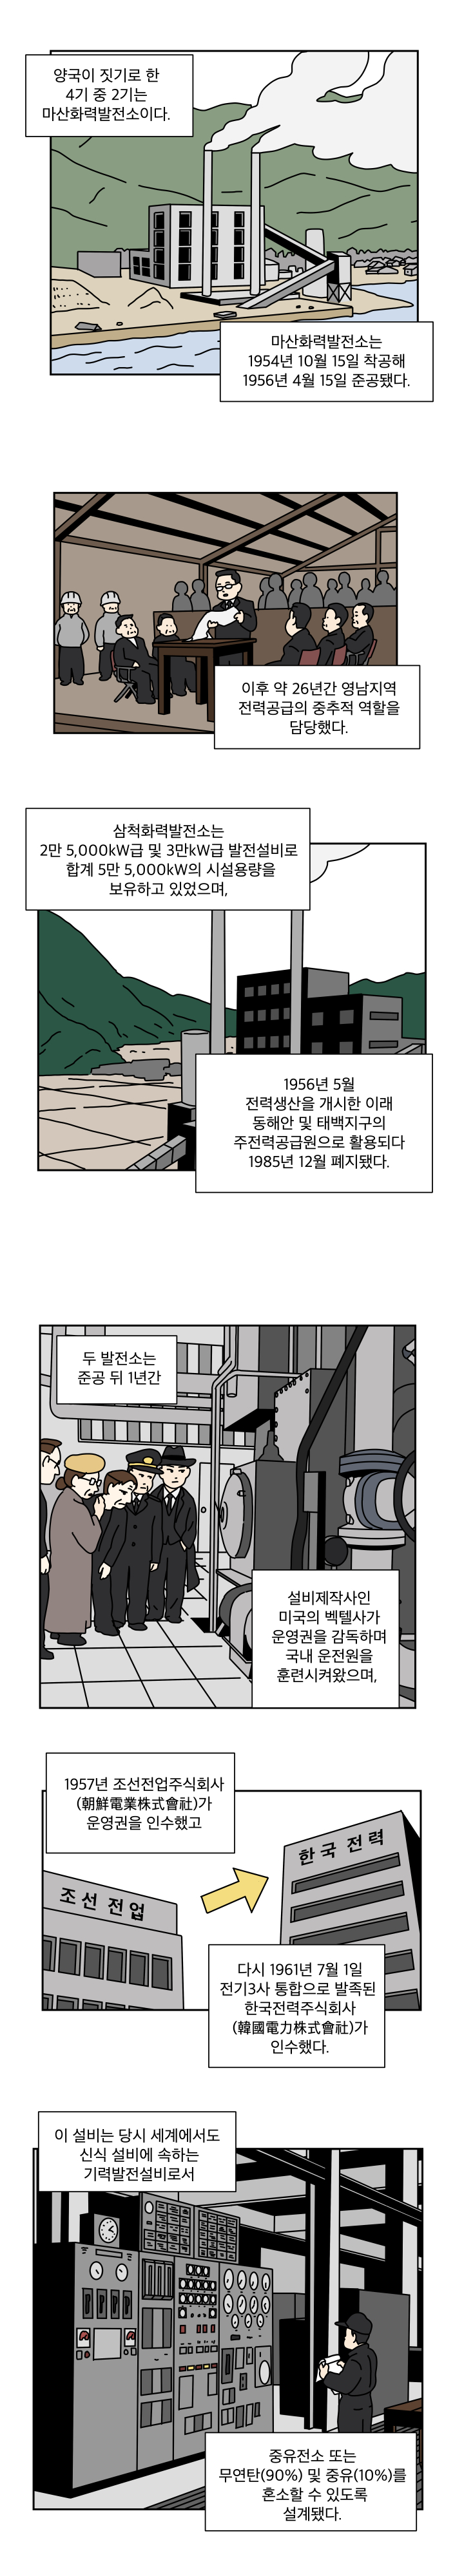 양국이 짓기로 한
4기 중 2기는
마산화력발전소이다.
마산화력발전소는
1954년 10월 15일 착공해
1956년 4월 15일 준공됐다.
이후 약 26년간 영남지역
전력공급의 중추적 역할을
담당했다.
삼척화력발전소는
2만 5,000kW급 및 3만kW급 발전설비로
합계 5만 5,000kW의 시설용량을
보유하고 있었으며,
1956년 5월
전력생산을 개시한 이래
동해안 및 태백지구의
주전력공급원으로 활용되다
1985년 12월 폐지됐다.
두 발전소는
준공 뒤 1년간
설비제작사인
미국의 벡텔사가
운영권을 감독하며
국내 운전원을
훈련시켜왔으며,
1957년 조선전업주식회사
(朝鮮電業株式會社)가
운영권을 인수했고
조선 전업
한국 전력
다시 1961년 7월 1일
전기3사 통합으로 발족된
한국전력주식회사
(韓國電力株式會社)가
인수했다.
이 설비는 당시 세계에서도
신식 설비에 속하는
기력발전설비로서
중유전소 또는
무연탄(90%) 및 중유(10%)를
혼소할 수 있도록
설계됐다.